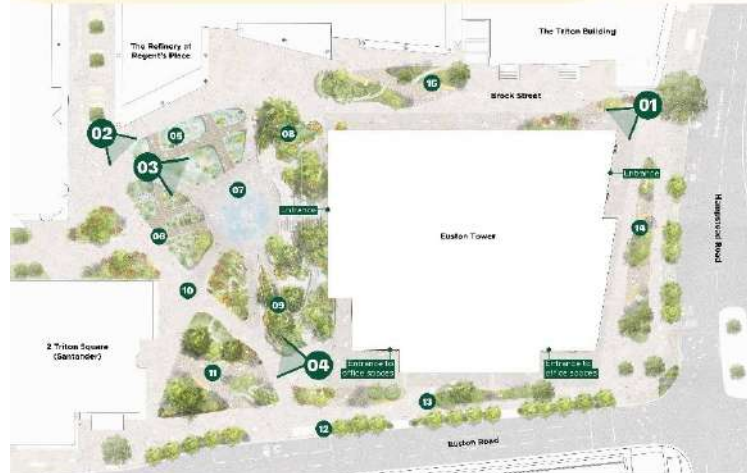 The Triton Building
The Refinery at
Regent's Place
Brock Street
01
02
03
04
05
06
07
08
09
10
11
12
13
14
15
Entrance
Entrance
Euston Tower
Hampstead Road
2 Triton Square
(Santander)
Entrance to
office spaces
Entrance to
office spaces
Euston Road